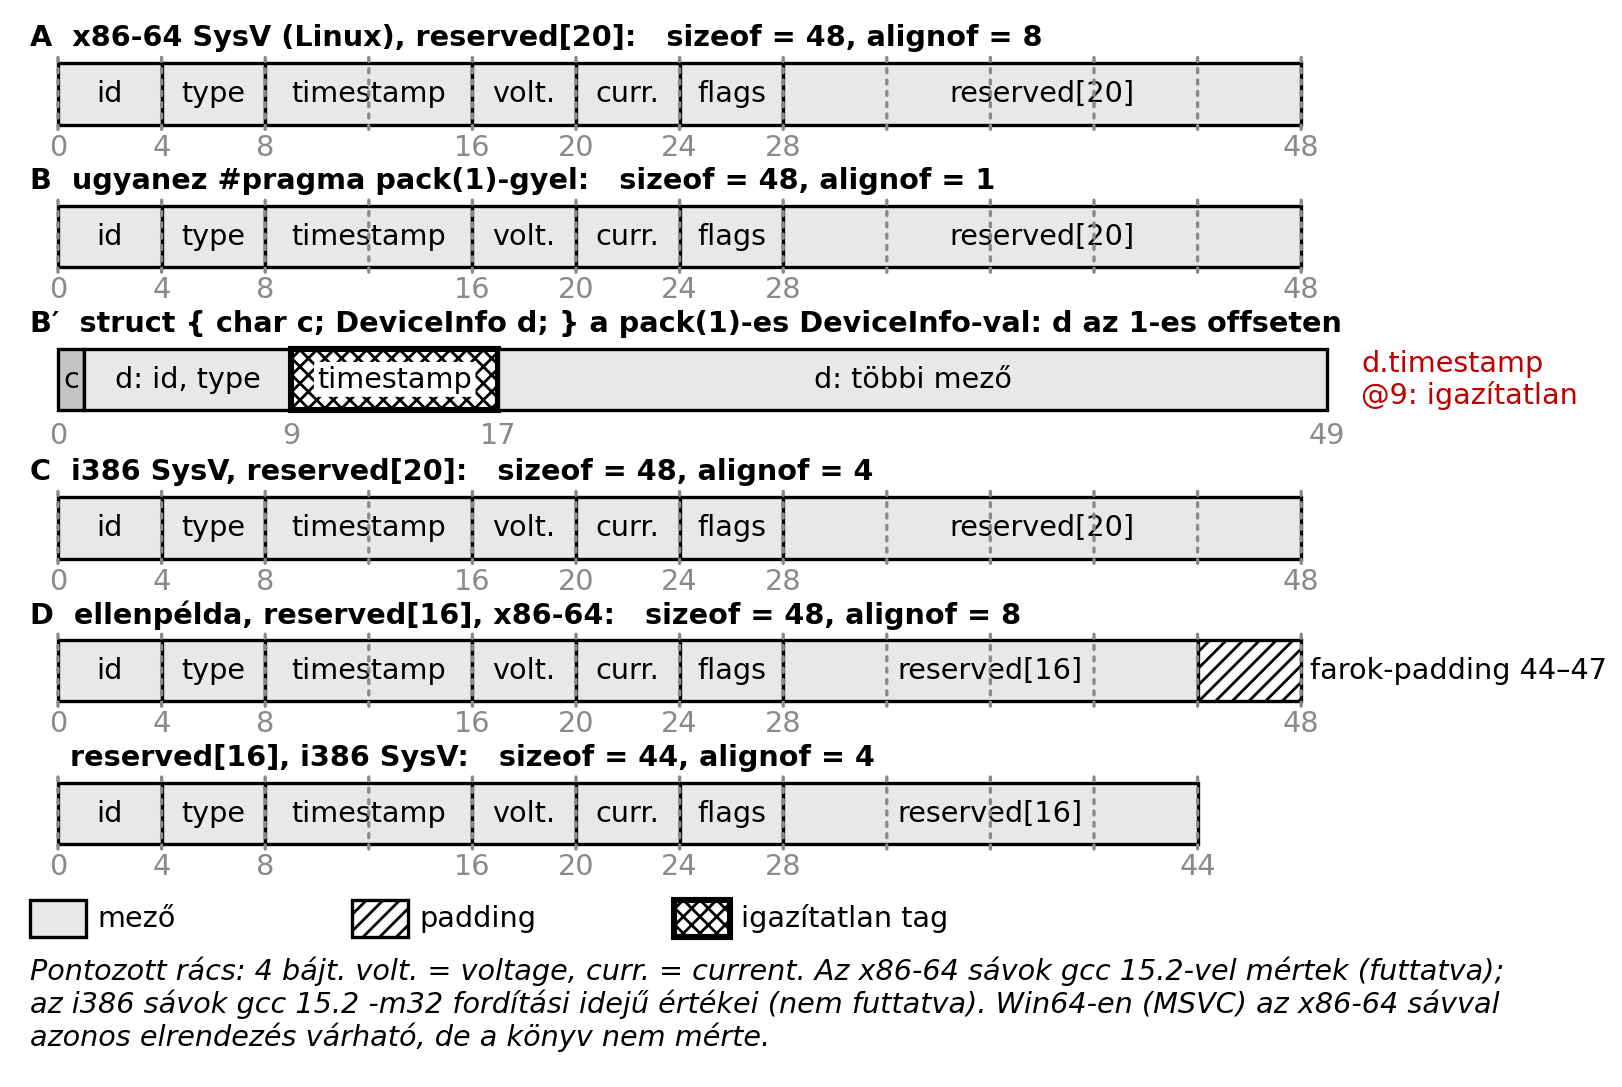 A x86-64 SysV (Linux), reserved[20]: sizeof = 48, alignof = 8
id type timestamp volt. curr. flags reserved[20]
0 4 8 16 20 24 28 48
B ugyanez #pragma pack(1)-gyel: sizeof = 48, alignof = 1
id type timestamp volt. curr. flags reserved[20]
0 4 8 16 20 24 28 48
B′ struct { char c; DeviceInfo d; } a pack(1)-es DeviceInfo-val: d az 1-es offseten
c d: id, type timestamp d: többi mező
d.timestamp
@9: igazítatlan
0 9 17 49
C i386 SysV, reserved[20]: sizeof = 48, alignof = 4
id type timestamp volt. curr. flags reserved[20]
0 4 8 16 20 24 28 48
D ellenpélda, reserved[16], x86-64: sizeof = 48, alignof = 8
id type timestamp volt. curr. flags reserved[16] farok-padding 44–47
0 4 8 16 20 24 28 48
reserved[16], i386 SysV: sizeof = 44, alignof = 4
id type timestamp volt. curr. flags reserved[16]
0 4 8 16 20 24 28 44
mező padding igazítatlan tag
Pontozott rács: 4 bájt. volt. = voltage, curr. = current. Az x86-64 sávok gcc 15.2-vel mértek (futtatva);
az i386 sávok gcc 15.2 -m32 fordítási idejű értékei (nem futtatva). Win64-en (MSVC) az x86-64 sávval
azonos elrendezés várható, de a könyv nem mérte.